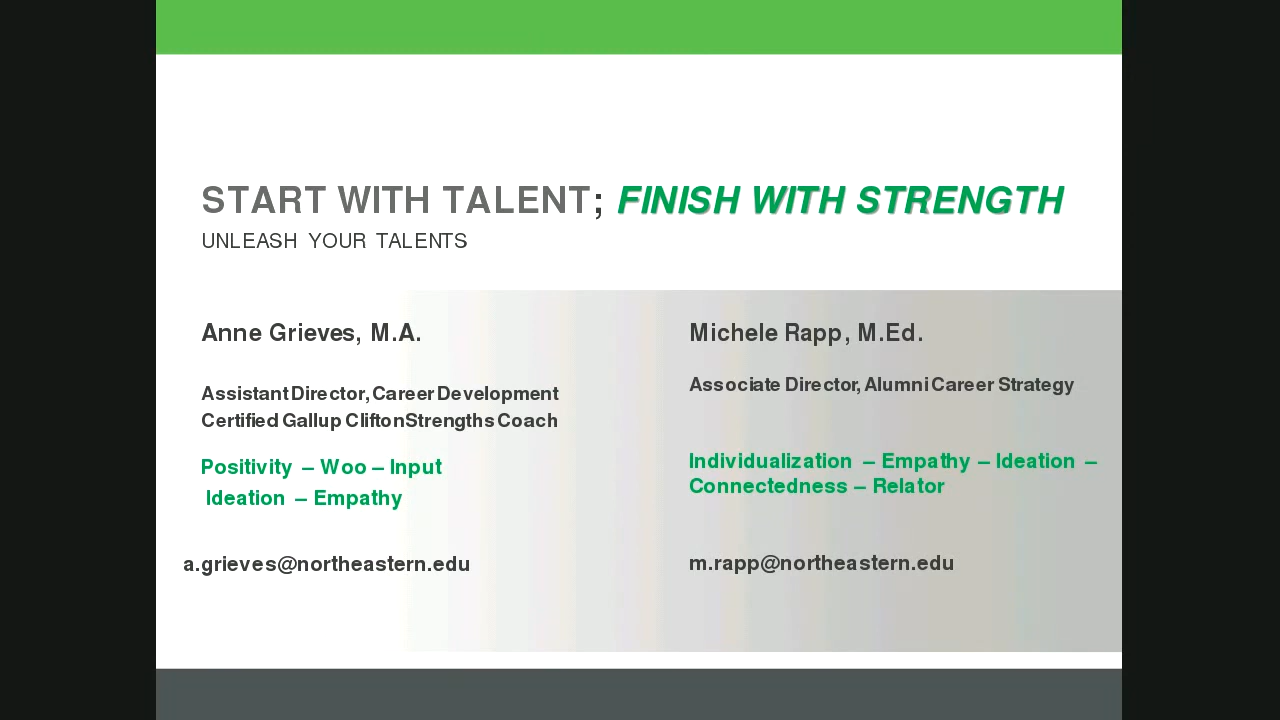 START WITH TALENT; FINISH WITH STRENGTH
UNLEASH YOUR TALENTS
Anne Grieves, M.A.
Assistant Director, Career Development
Certified Gallup CliftonStrengths Coach
Positivity – Woo – Input
Ideation – Empathy
a.grieves@northeastern.edu
Michele Rapp, M.Ed.
Associate Director, Alumni Career Strategy
Individualization – Empathy – Ideation –
Connectedness – Relator
m.rapp@northeastern.edu